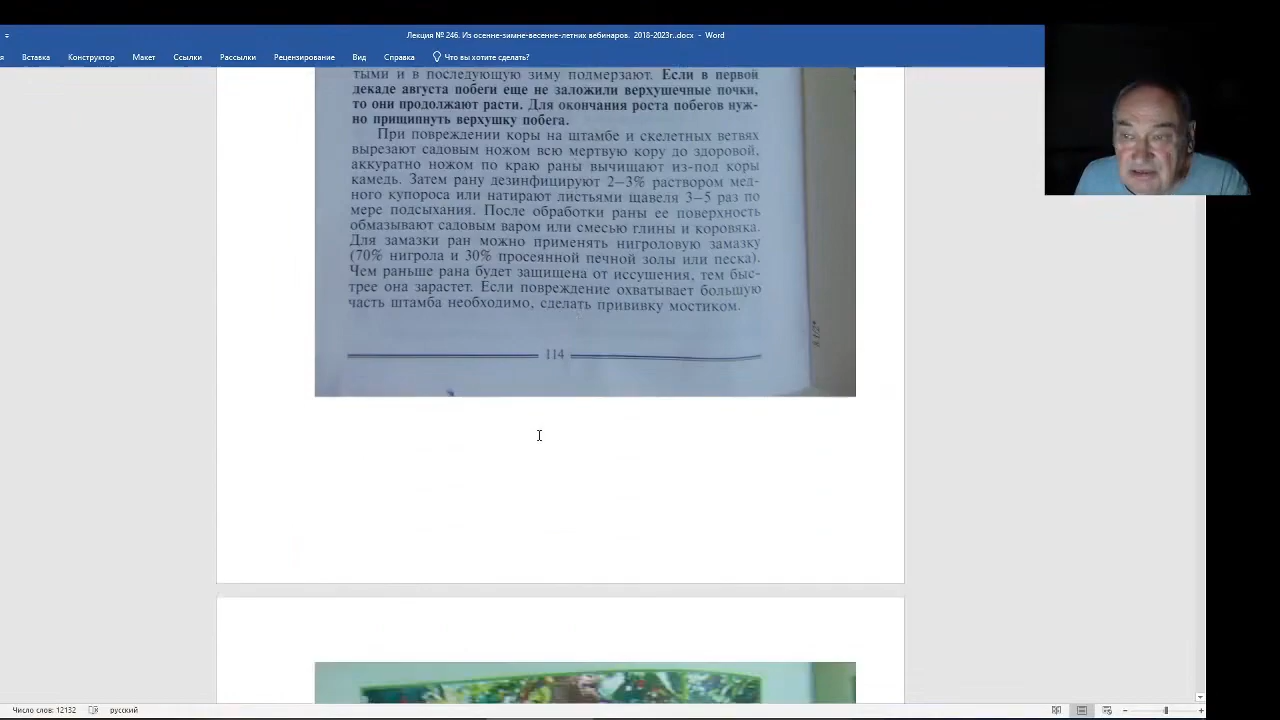 Лекция № 246. Из осенне-зимне-весенне-летних вебинаров. 2018-2023г..docx - Word
я Вставка Конструктор Макет Ссылки Рассылки Рецензирование Вид Справка Что вы хотите сделать?
тыми и в последующую зиму подмерзают. Если в первой
декаде августа побеги еще не заложили верхушечные почки,
то они продолжают расти. Для окончания роста побегов нуж-
но прищипнуть верхушку побега.
При повреждении коры на штамбе и скелетных ветвях
вырезают садовым ножом всю мертвую кору до здоровой,
аккуратно ножом по краю раны вычищают из-под коры
камедь. Затем рану дезинфицируют 2–3% раствором мед-
ного купороса или натирают листьями щавеля 3–5 раз по
мере подсыхания. После обработки раны ее поверхность
обмазывают садовым варом или смесью глины и коровяка.
Для замазки ран можно применять нигроловую замазку
(70% нигрола и 30% просеянной печной золы или песка).
Чем раньше рана будет защищена от иссушения, тем быс-
трее она зарастет. Если повреждение охватывает большую
часть штамба необходимо, сделать прививку мостиком.
114
Число слов: 12132 русский